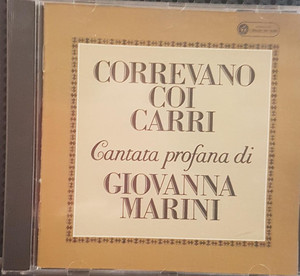 CORREVANO
COI
CARRI
Cantata profana di
GIOVANNA
MARINI